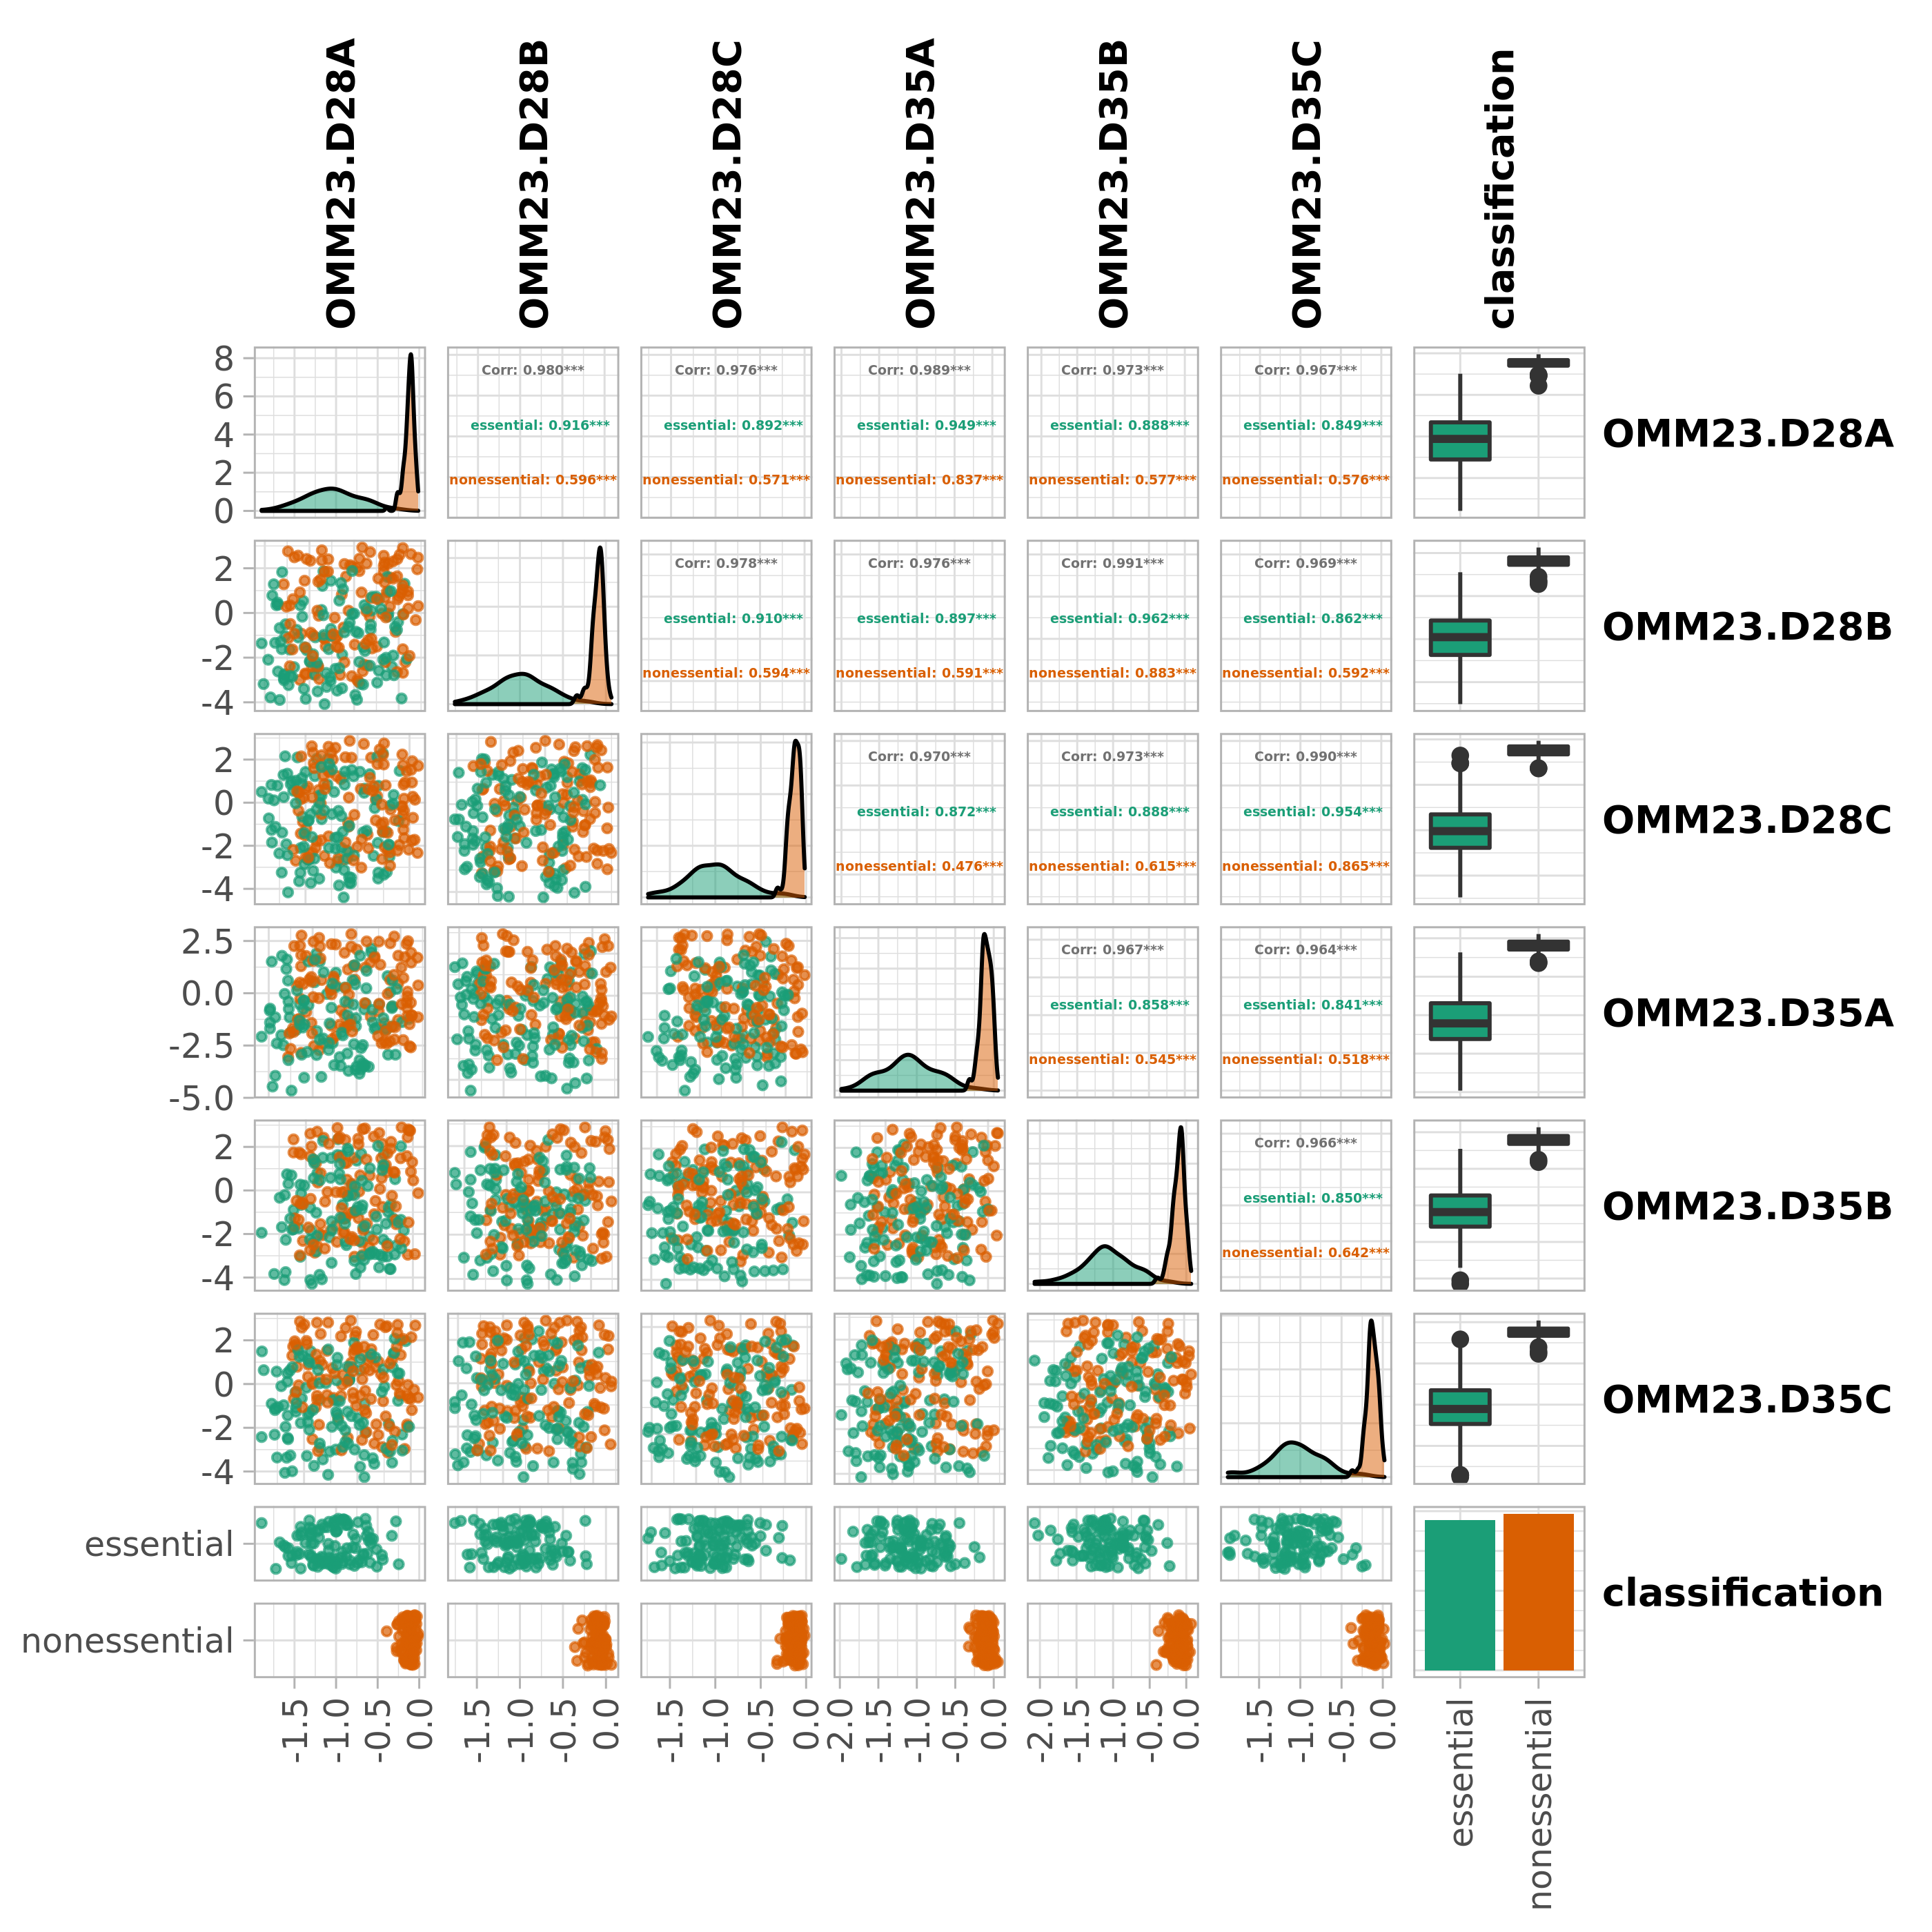 OMM23.D28A
OMM23.D28B
OMM23.D28C
OMM23.D35A
OMM23.D35B
OMM23.D35C
classification
8
6
4
2
0
Corr: 0.980***
essential: 0.916***
nonessential: 0.596***
Corr: 0.976***
essential: 0.892***
nonessential: 0.571***
Corr: 0.989***
essential: 0.949***
nonessential: 0.837***
Corr: 0.973***
essential: 0.888***
nonessential: 0.577***
Corr: 0.967***
essential: 0.849***
nonessential: 0.576***
OMM23.D28A
2
0
-2
-4
Corr: 0.978***
essential: 0.910***
nonessential: 0.594***
Corr: 0.976***
essential: 0.897***
nonessential: 0.591***
Corr: 0.991***
essential: 0.962***
nonessential: 0.883***
Corr: 0.969***
essential: 0.862***
nonessential: 0.592***
OMM23.D28B
2
0
-2
-4
Corr: 0.970***
essential: 0.872***
nonessential: 0.476***
Corr: 0.973***
essential: 0.888***
nonessential: 0.615***
Corr: 0.990***
essential: 0.954***
nonessential: 0.865***
OMM23.D28C
2.5
0.0
-2.5
-5.0
Corr: 0.967***
essential: 0.858***
nonessential: 0.545***
Corr: 0.964***
essential: 0.841***
nonessential: 0.518***
OMM23.D35A
2
0
-2
-4
Corr: 0.966***
essential: 0.850***
nonessential: 0.642***
OMM23.D35B
2
0
-2
-4
OMM23.D35C
essential
nonessential
classification
-1.5
-1.0
-0.5
0.0
-1.5
-1.0
-0.5
0.0
-1.5
-1.0
-0.5
0.0
-2.0
-1.5
-1.0
-0.5
0.0
-2.0
-1.5
-1.0
-0.5
0.0
-1.5
-1.0
-0.5
0.0
essential
nonessential